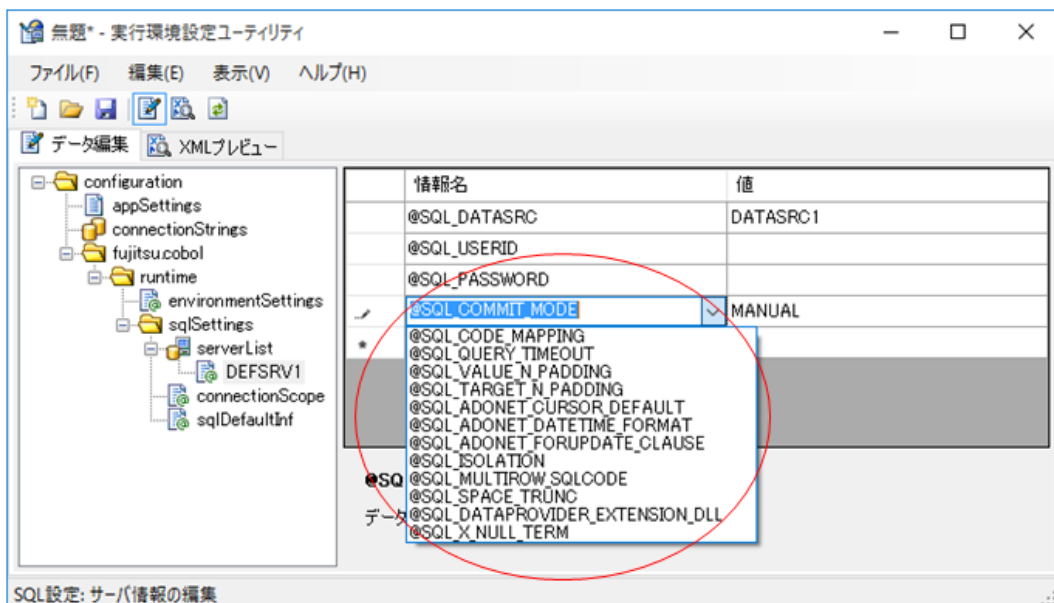 無題* - 実行環境設定ユーティリティ
ファイル(F) 編集(E) 表示(V) ヘルプ(H)
データ編集 XMLプレビュー
configuration
appSettings
connectionStrings
fujitsu.cobol
runtime
environmentSettings
sqlSettings
serverList
DEFSRV1
connectionScope
sqlDefaultInf
情報名 値
@SQL_DATASRC DATASRC1
@SQL_USERID
@SQL_PASSWORD
@SQL_COMMIT_MODE MANUAL
*
@SQL_CODE_MAPPING
@SQL_QUERY_TIMEOUT
@SQL_VALUE_N_PADDING
@SQL_TARGET_N_PADDING
@SQL_ADONET_CURSOR_DEFAULT
@SQL_ADONET_DATETIME_FORMAT
@SQL_ADONET_FORUPDATE_CLAUSE
@SQL_ISOLATION
@SQL_MULTIROW_SQLCODE
@SQL_SPACE_TRUNC
@SQL_DATAPROVIDER_EXTENSION_DLL
@SQL_X_NULL_TERM
@SQ
データ
SQL設定: サーバ情報の編集